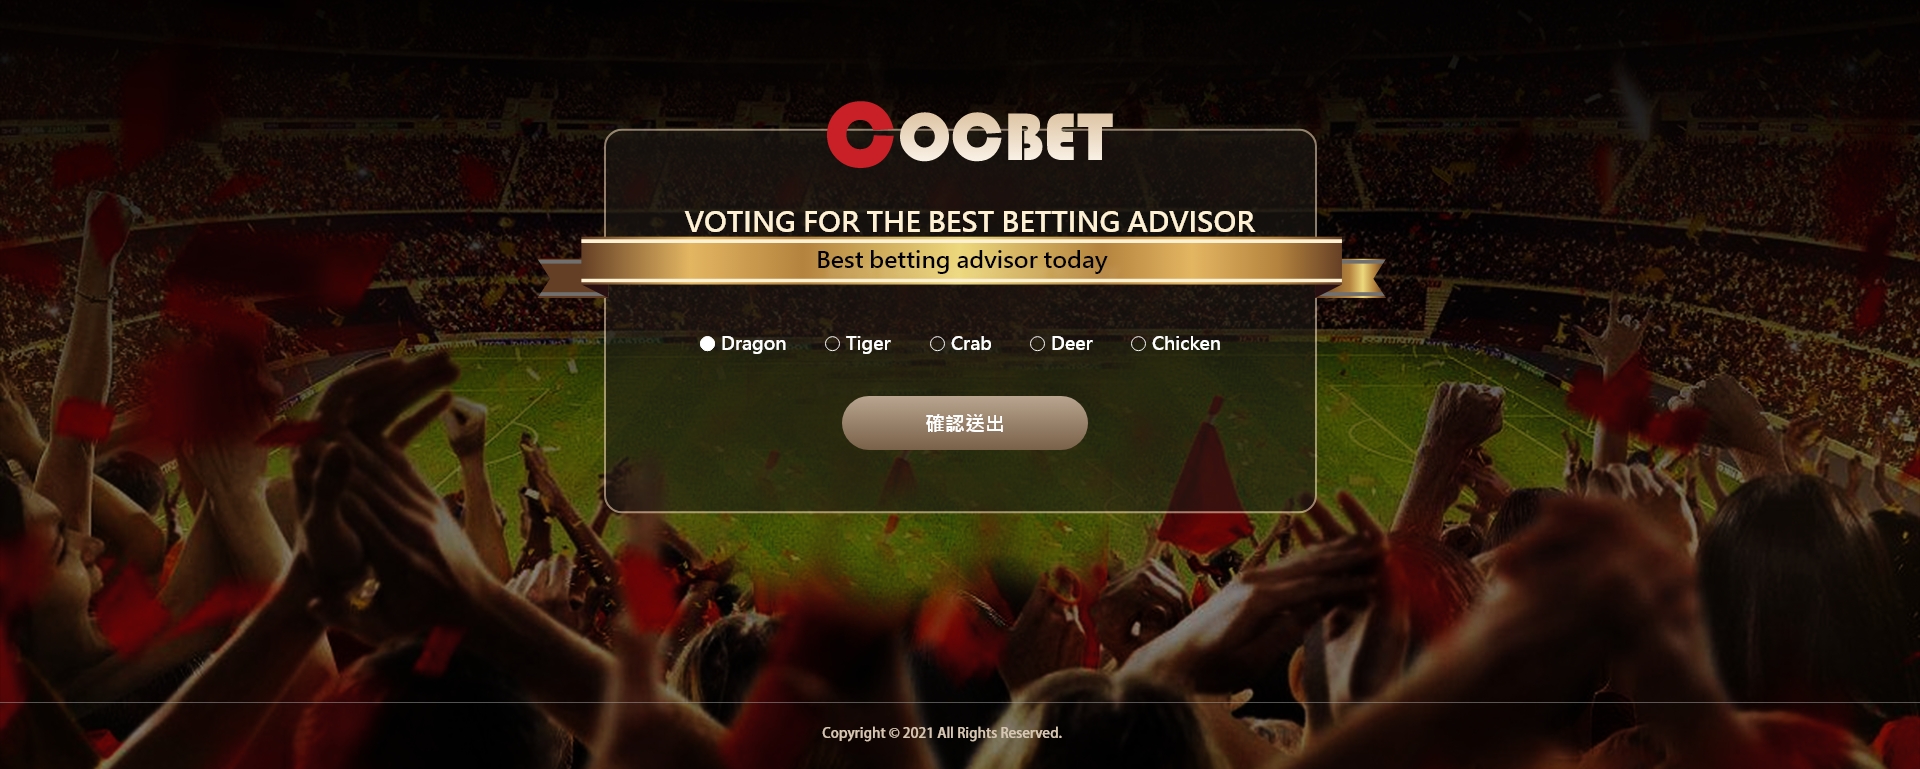 COCBET
VOTING FOR THE BEST BETTING ADVISOR
Best betting advisor today
Dragon Tiger Crab Deer Chicken
確認送出
Copyright © 2021 All Rights Reserved.